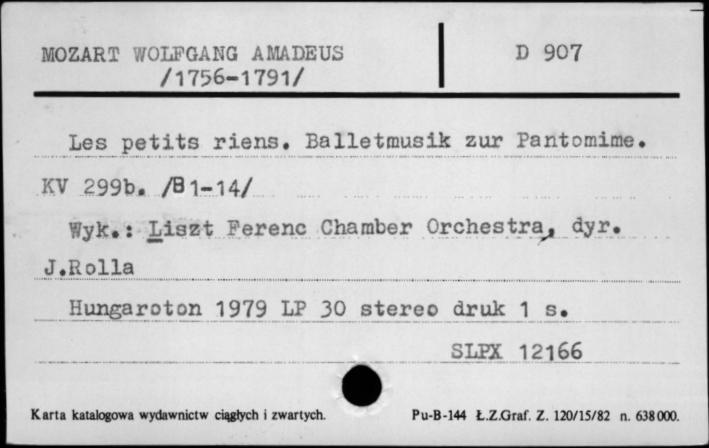 MOZART WOLFGANG AMADEUS D 907
/1756-1791/
Les petits riens. Balletmusik zur Pantomime.
KV 299b. /B 1-14/
Wyk.: Liszt Ferenc Chamber Orchestra, dyr.
J.Rolla
Hungaroton 1979 LP 30 stereo druk 1 s.
SLPX 12166
Karta katalogowa wydawnictw ciągłych i zwartych. Pu-B-144 Ł.Z.Graf. Z. 120/15/82 n. 638000.